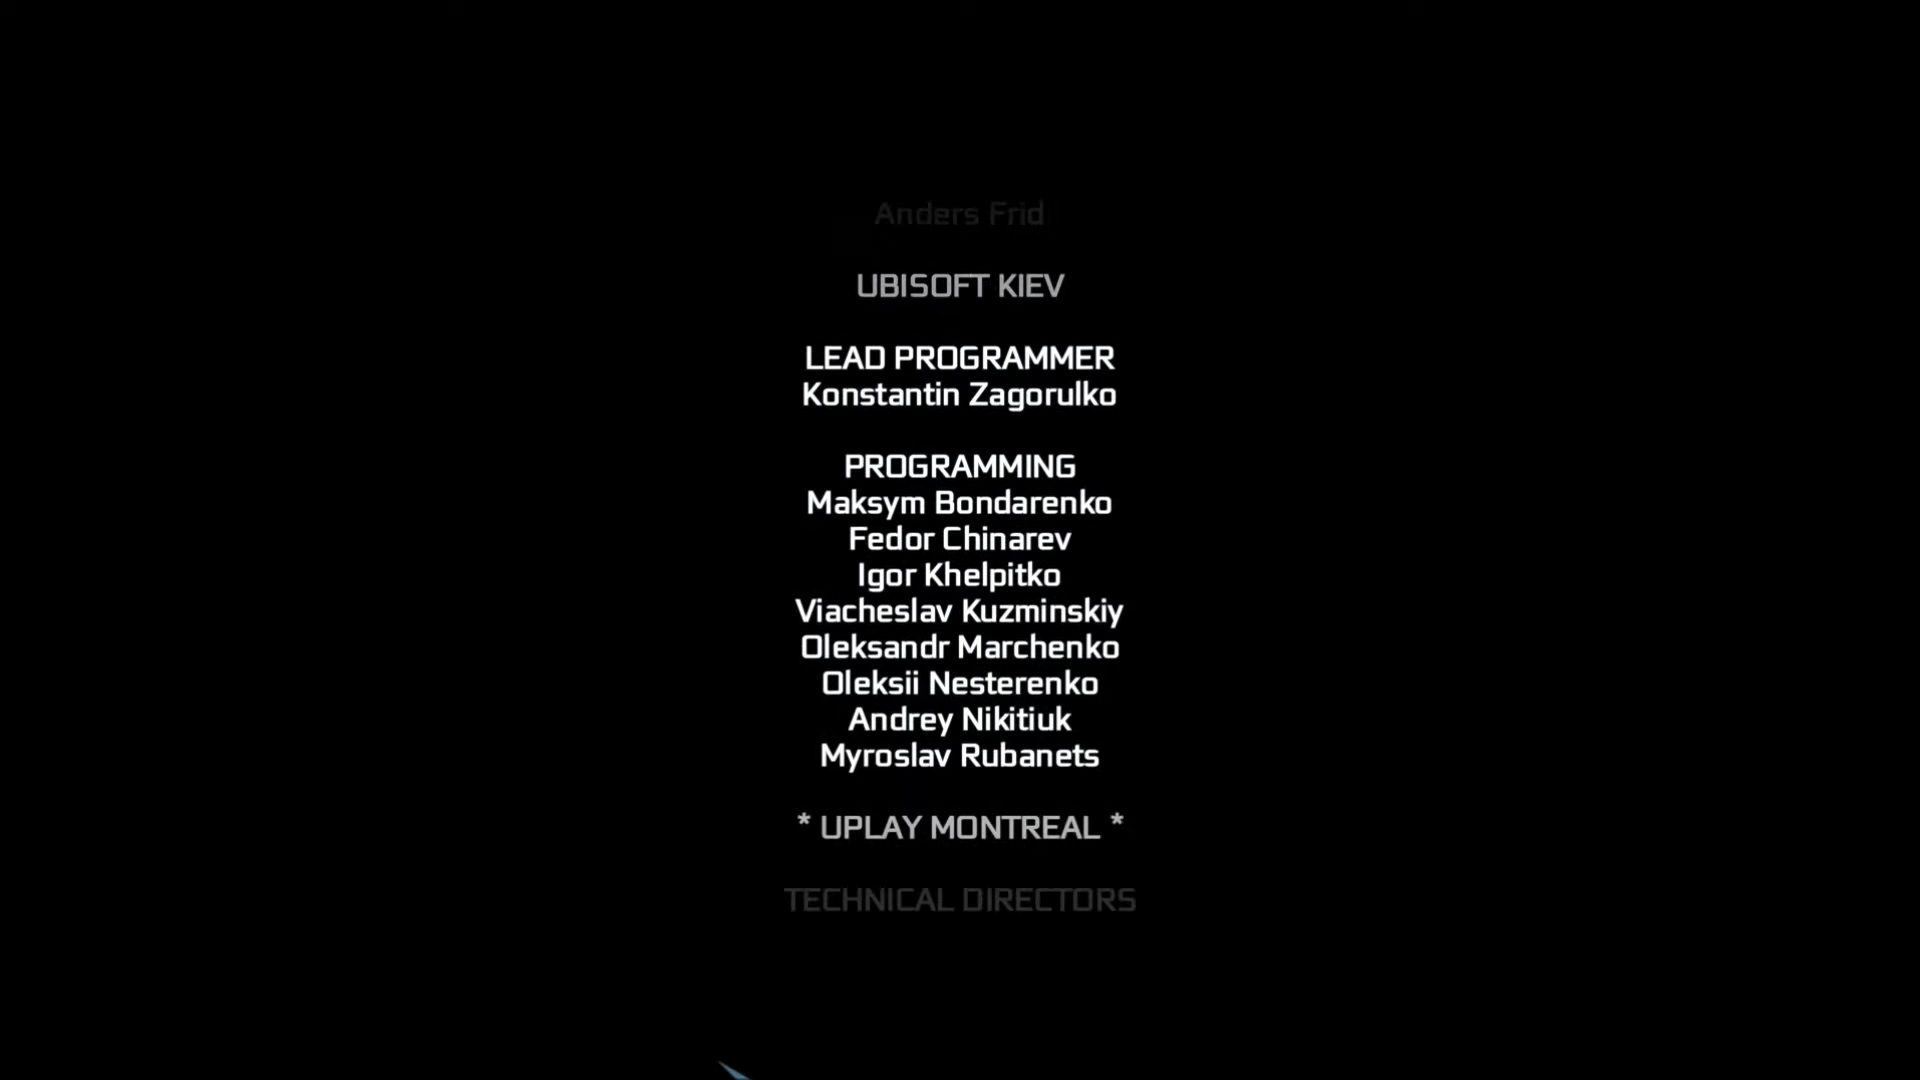 Anders Frid
UBISOFT KIEV
LEAD PROGRAMMER
Konstantin Zagorulko
PROGRAMMING
Maksym Bondarenko
Fedor Chinarev
Igor Khelpitko
Viacheslav Kuzminskiy
Oleksandr Marchenko
Oleksii Nesterenko
Andrey Nikitiuk
Myroslav Rubanets
* UPLAY MONTREAL *
TECHNICAL DIRECTORS